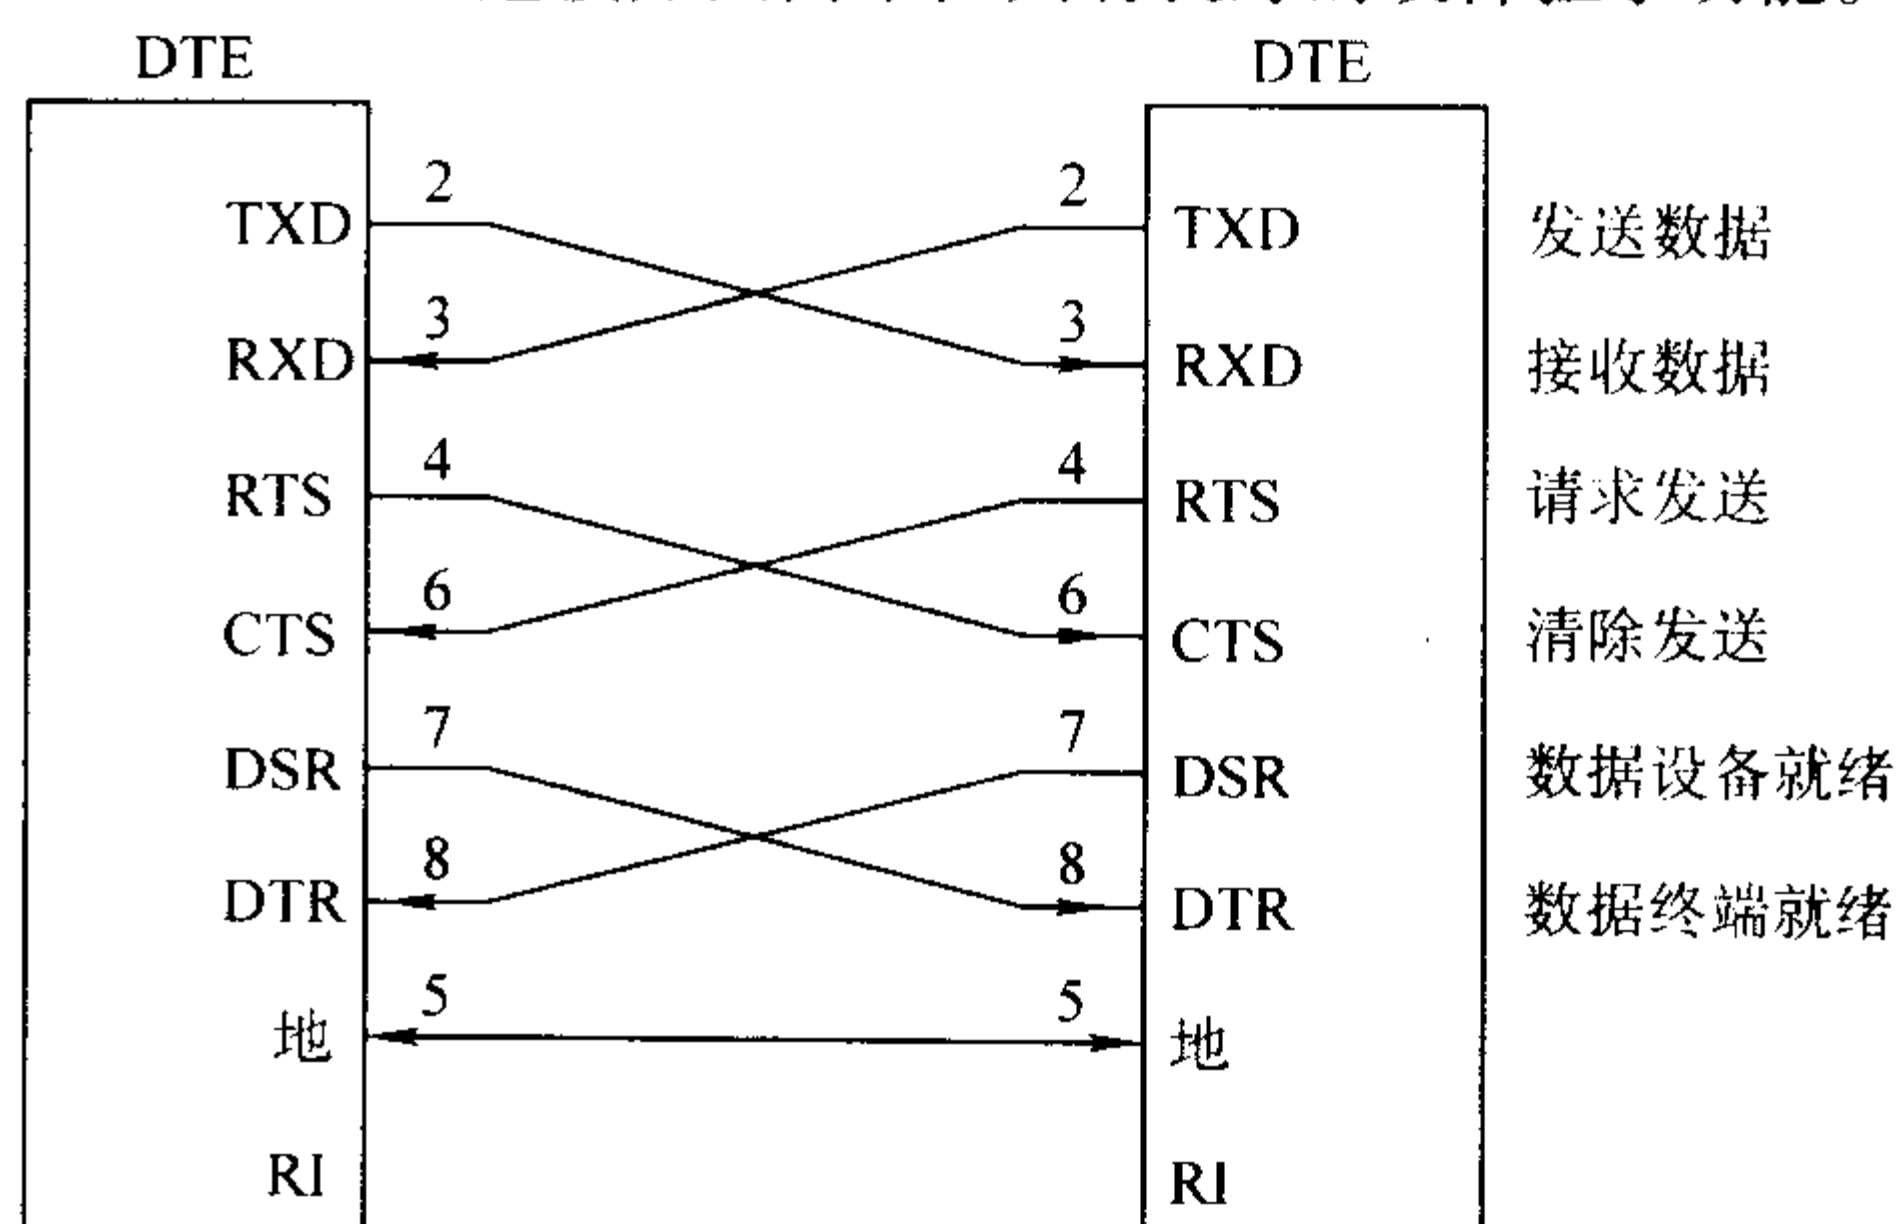 DTE DTE
2 2
TXD TXD 发送数据
3 3
RXD RXD 接收数据
4 4
RTS RTS 请求发送
6 6
CTS CTS 清除发送
7 7
DSR DSR 数据设备就绪
8 8
DTR DTR 数据终端就绪
5 5
地 地
RI RI